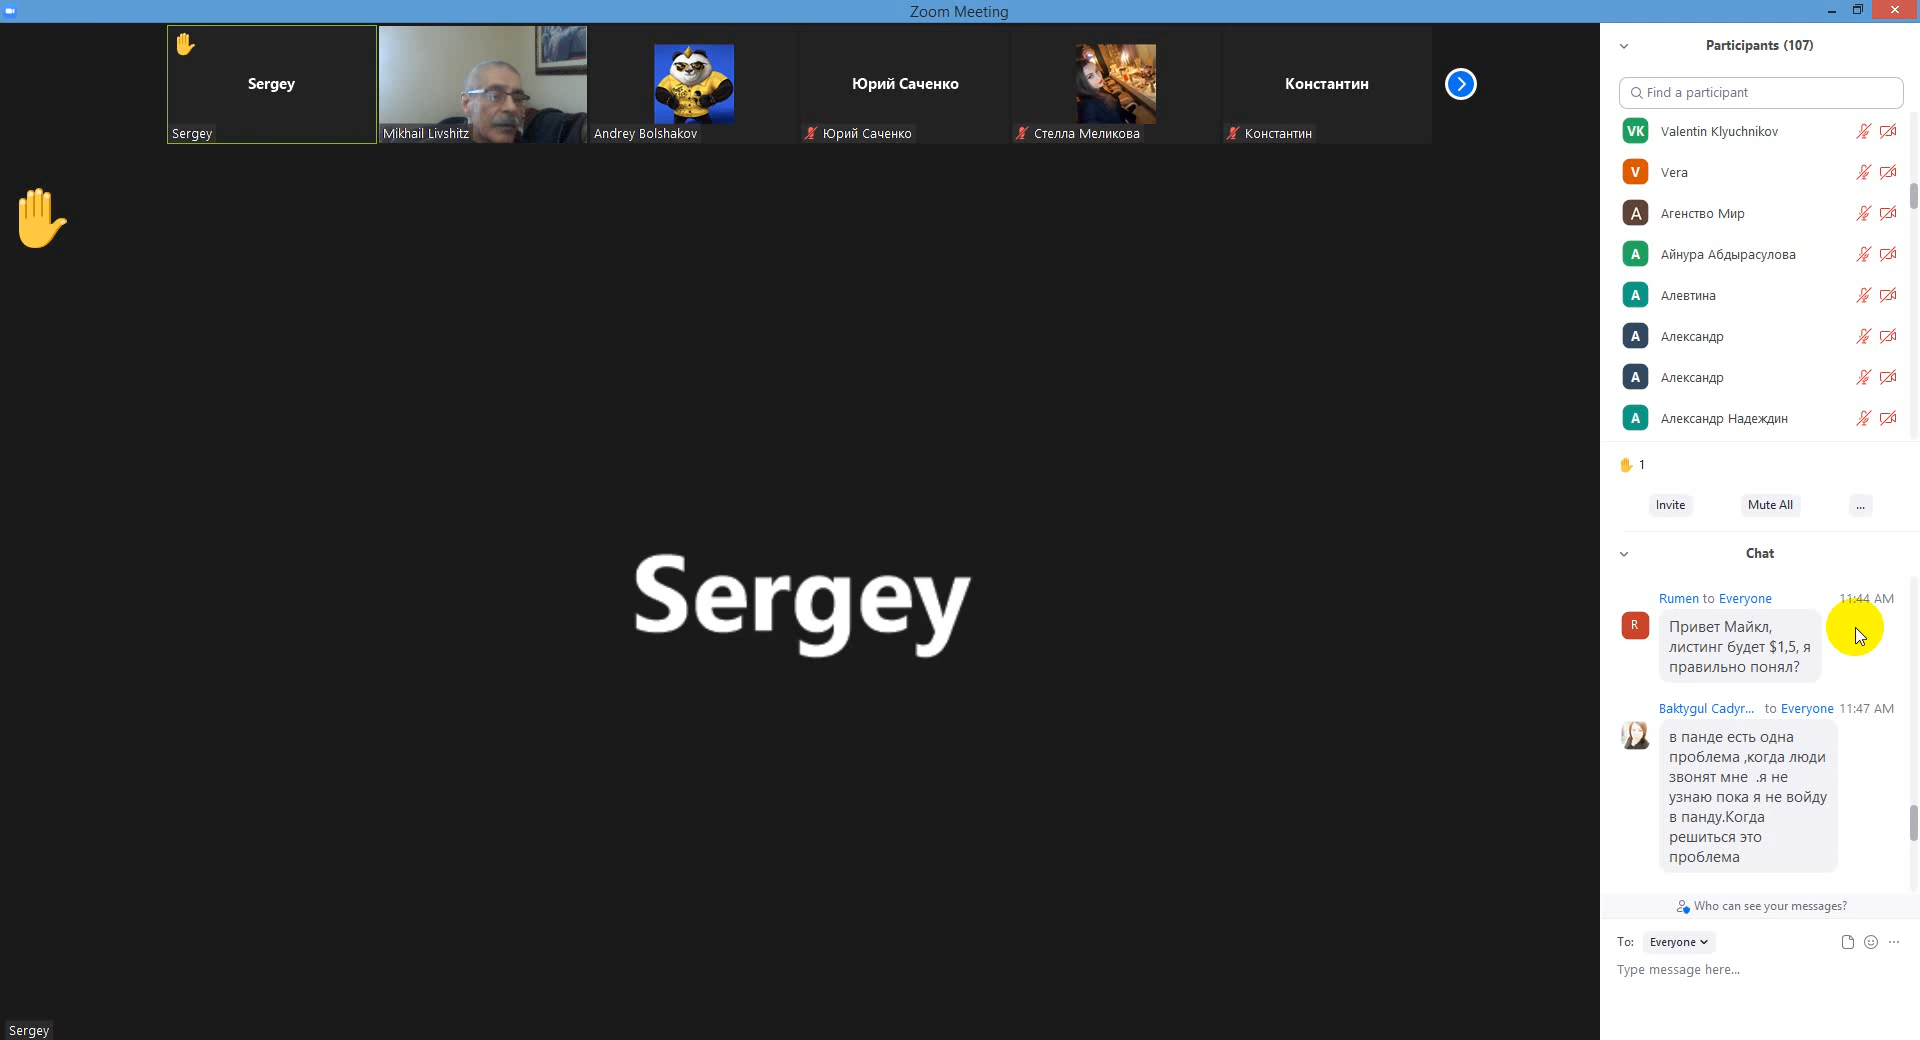 Zoom Meeting
Sergey
Sergey
Mikhail Livshitz
Andrey Bolshakov
Юрий Саченко
Юрий Саченко
Стелла Меликова
Константин
Константин
Sergey
Sergey
Participants (107)
Find a participant
VK Valentin Klyuchnikov
V Vera
А Агенство Мир
А Айнура Абдырасулова
А Алевтина
А Александр
А Александр
А Александр Надеждин
1
Invite Mute All ...
Chat
Rumen to Everyone 11:44 AM
R
Привет Майкл,
листинг будет $1,5, я
правильно понял?
Baktygul Cadyr... to Everyone 11:47 AM
в панде есть одна
проблема ,когда люди
звонят мне .я не
узнаю пока я не войду
в панду.Когда
решиться это
проблема
Who can see your messages?
To: Everyone
Type message here...